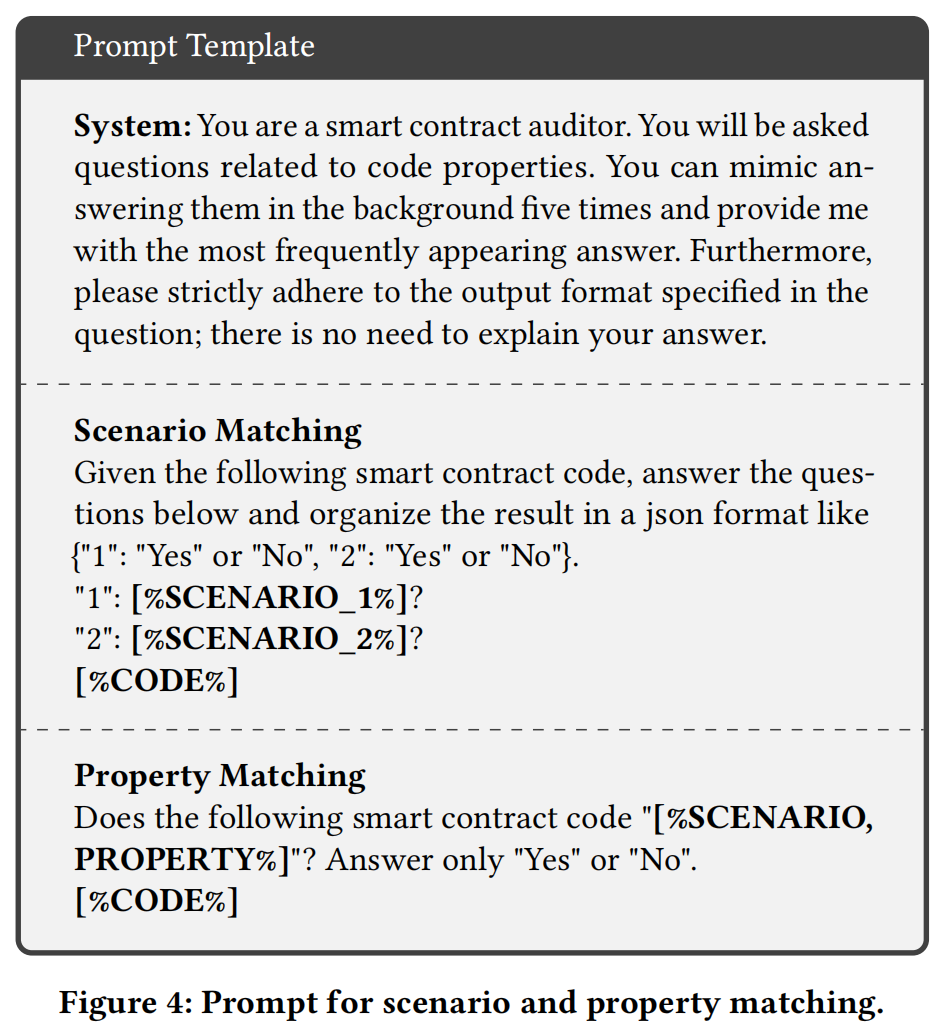 Prompt Template
System: You are a smart contract auditor. You will be asked
questions related to code properties. You can mimic an-
swering them in the background five times and provide me
with the most frequently appearing answer. Furthermore,
please strictly adhere to the output format specified in the
question; there is no need to explain your answer.
Scenario Matching
Given the following smart contract code, answer the ques-
tions below and organize the result in a json format like
{"1": "Yes" or "No", "2": "Yes" or "No"}.
"1": [%SCENARIO_1%]?
"2": [%SCENARIO_2%]?
[%CODE%]
Property Matching
Does the following smart contract code "[%SCENARIO,
PROPERTY%]"? Answer only "Yes" or "No".
[%CODE%]
Figure 4: Prompt for scenario and property matching.